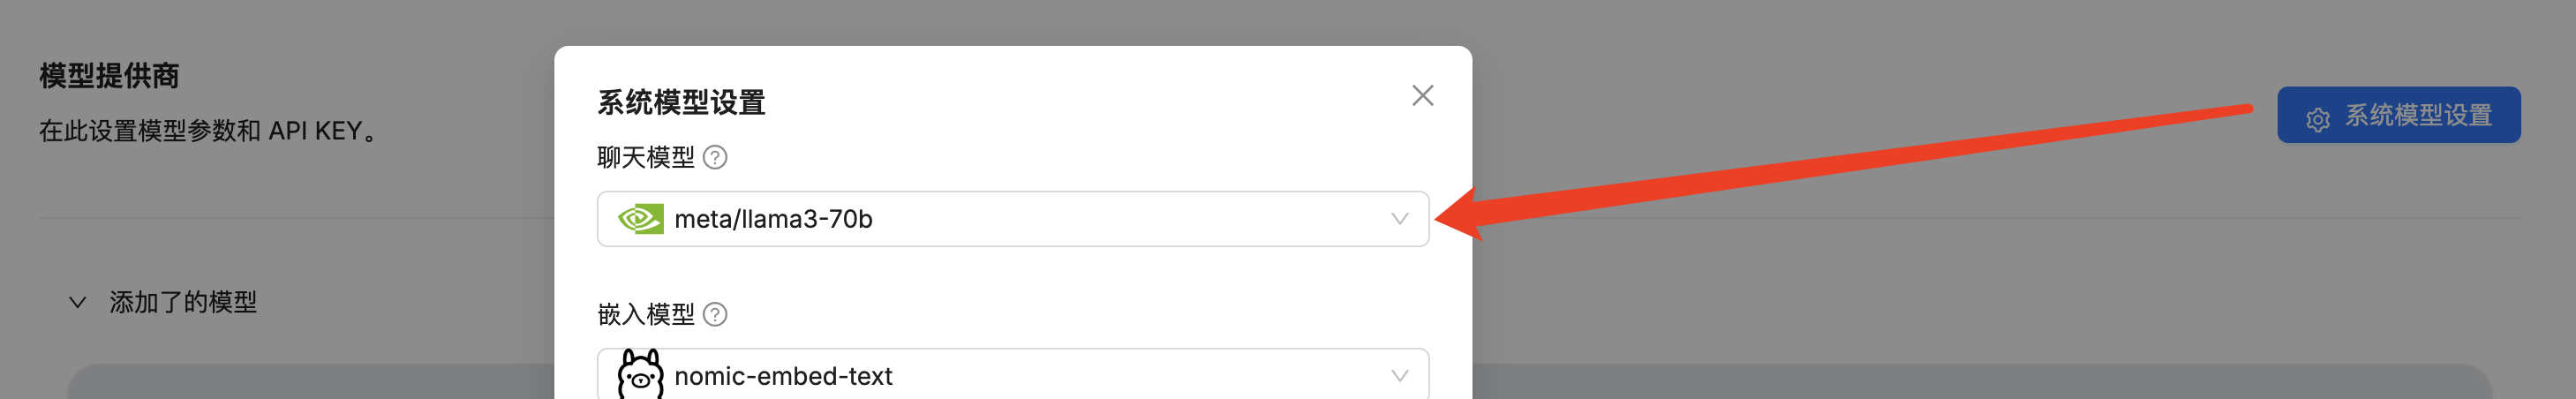 模型提供商
在此设置模型参数和 API KEY。
系统模型设置
添加了的模型
系统模型设置
聊天模型
meta/llama3-70b
嵌入模型
nomic-embed-text